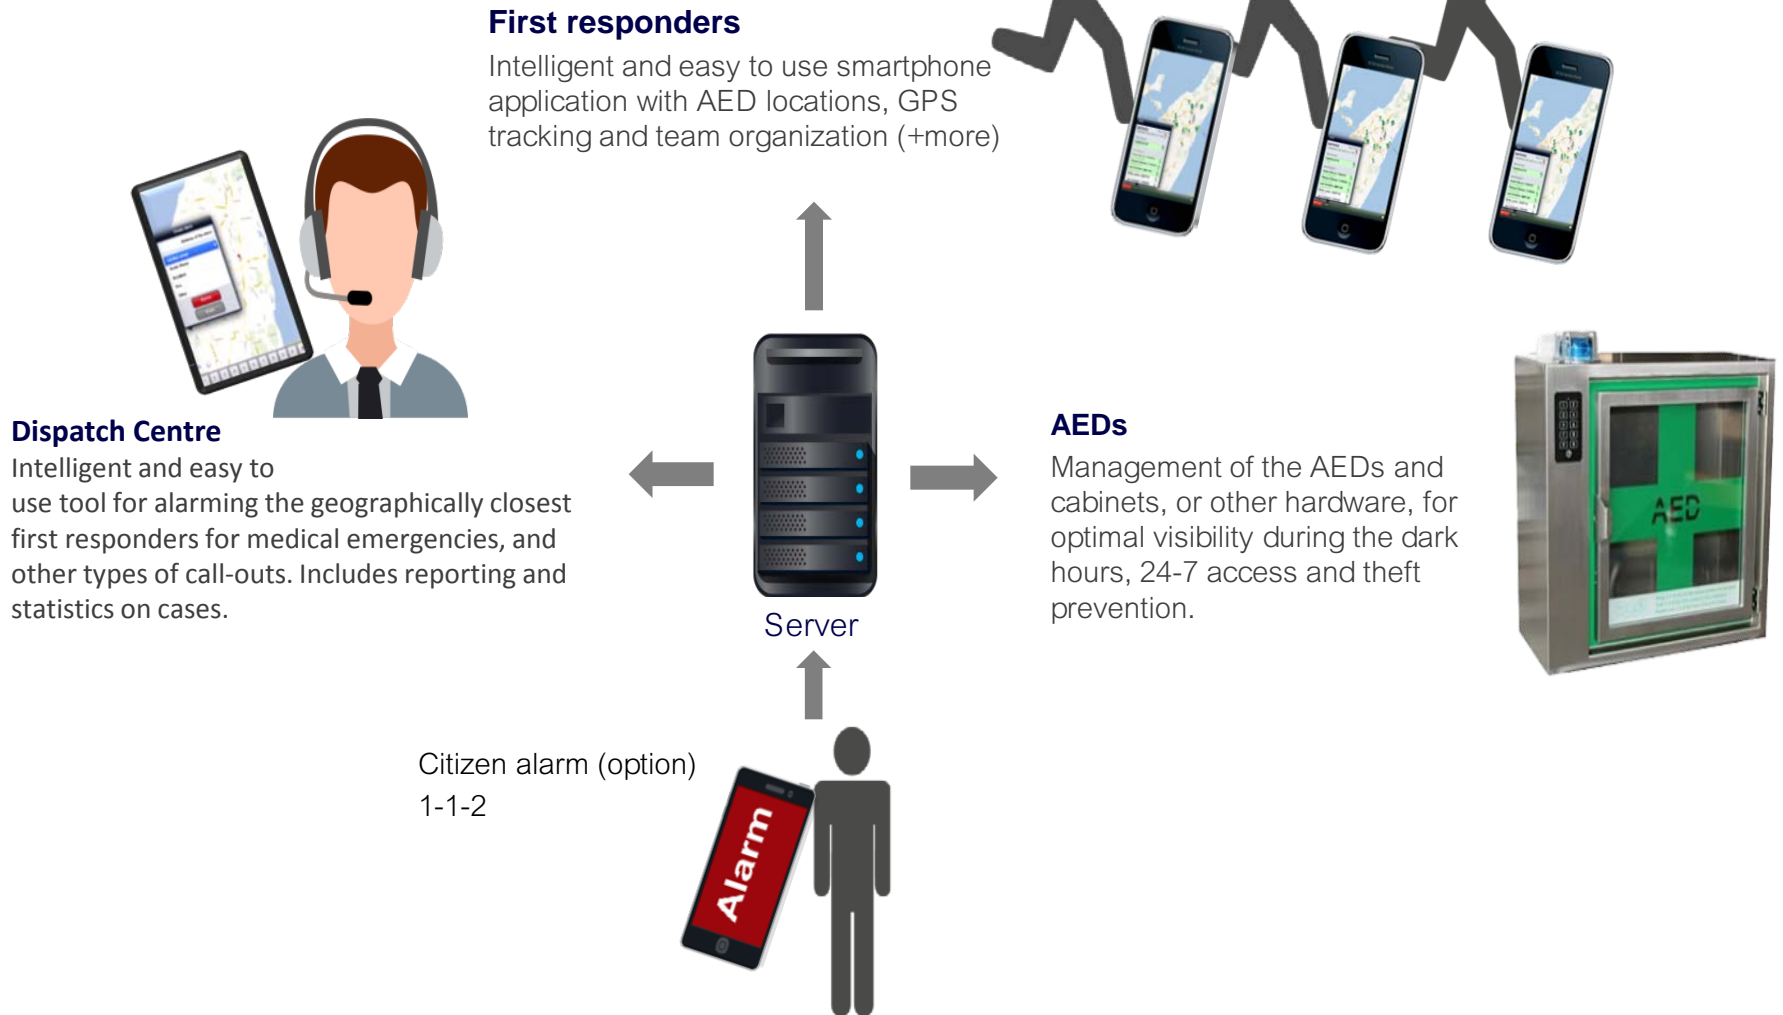 First responders
Intelligent and easy to use smartphone
application with AED locations, GPS
tracking and team organization (+more)
Dispatch Centre
Intelligent and easy to
use tool for alarming the geographically closest
first responders for medical emergencies, and
other types of call-outs. Includes reporting and
statistics on cases.
AEDs
Management of the AEDs and
cabinets, or other hardware, for
optimal visibility during the dark
hours, 24-7 access and theft
prevention.
AED
Server
Citizen alarm (option)
1-1-2
Alarm